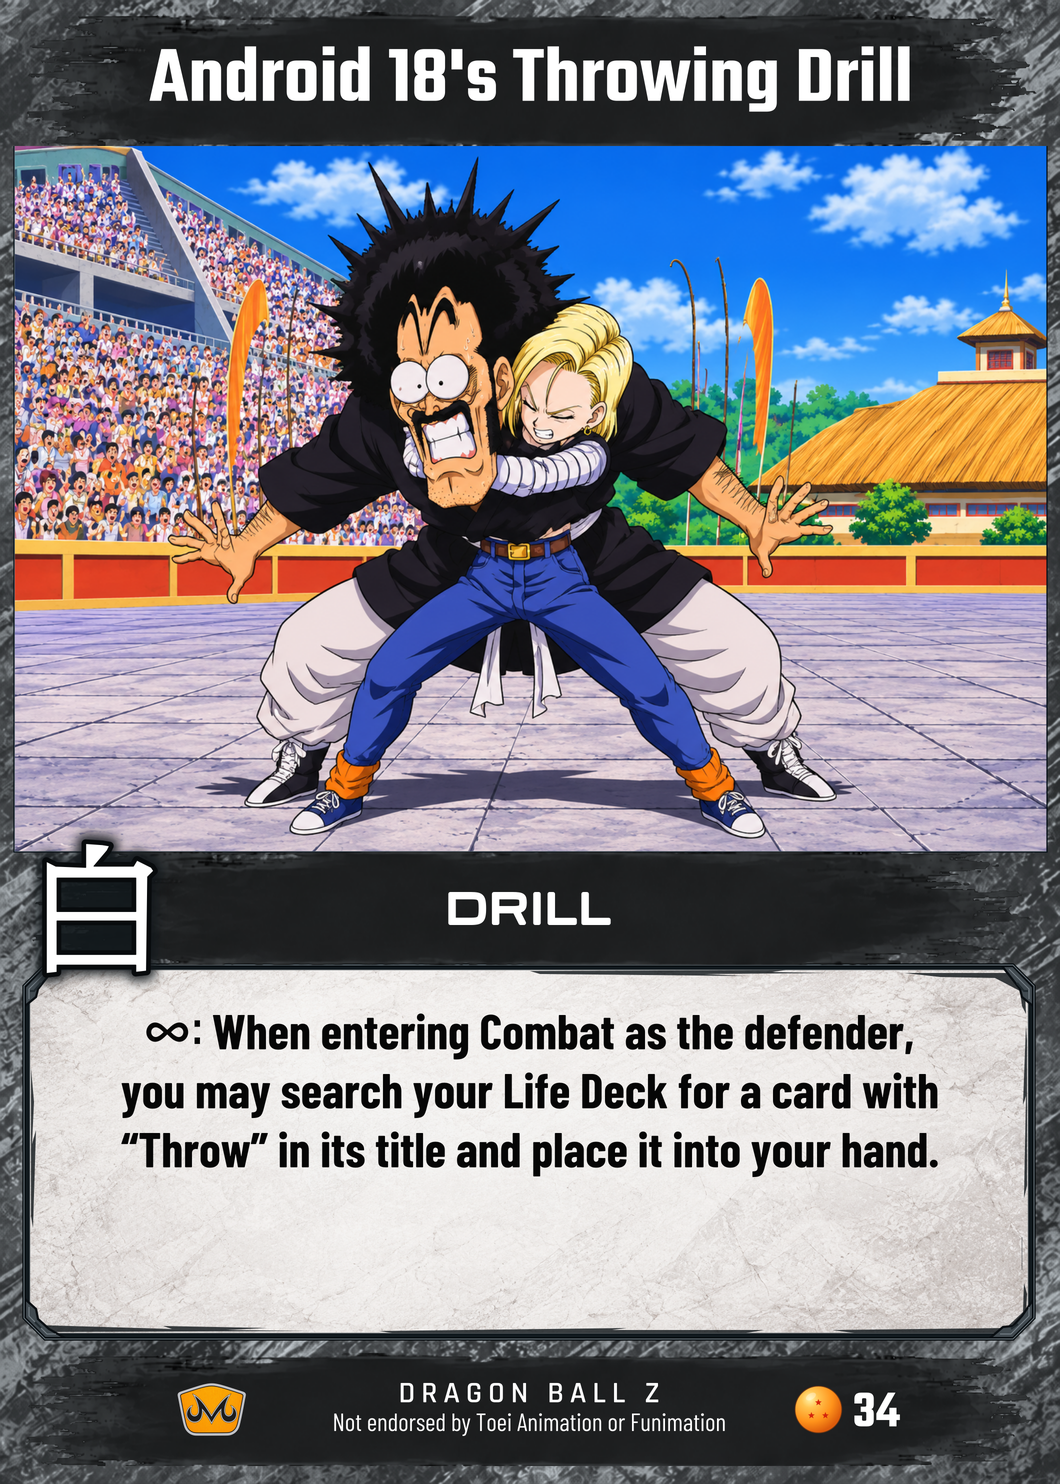 Android 18's Throwing Drill
白
DRILL
∞: When entering Combat as the defender,
you may search your Life Deck for a card with
“Throw” in its title and place it into your hand.
DRAGON BALL Z
Not endorsed by Toei Animation or Funimation
34